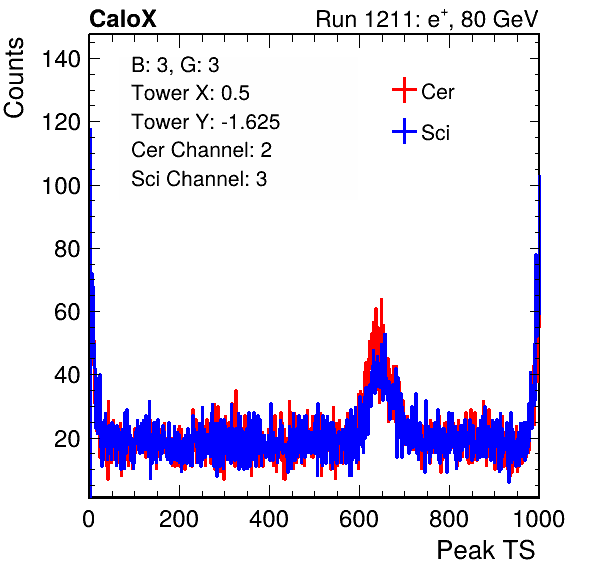 CaloX Run 1211: e+, 80 GeV
Counts
B: 3, G: 3
Tower X: 0.5
Tower Y: -1.625
Cer Channel: 2
Sci Channel: 3
Cer
Sci
140
120
100
80
60
40
20
0 200 400 600 800 1000
Peak TS